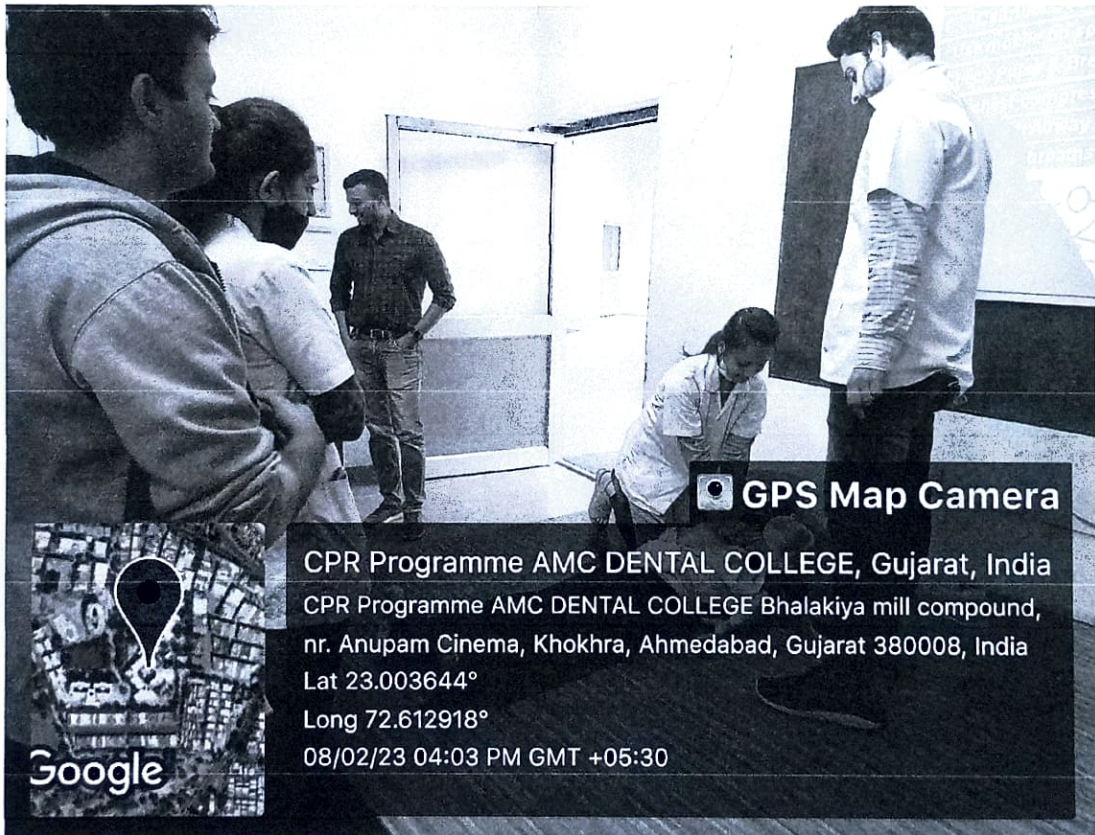 GPS Map Camera
CPR Programme AMC DENTAL COLLEGE, Gujarat, India
CPR Programme AMC DENTAL COLLEGE Bhalakiya mill compound,
nr. Anupam Cinema, Khokhra, Ahmedabad, Gujarat 380008, India
Lat 23.003644°
Long 72.612918°
08/02/23 04:03 PM GMT +05:30
Google